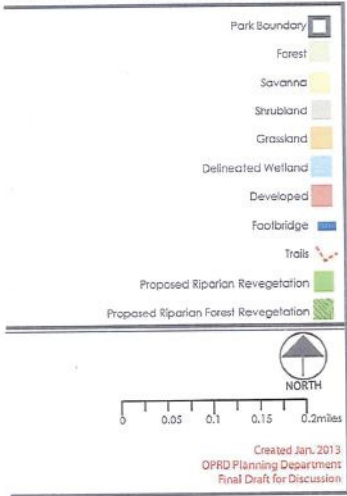 Park Boundary
Forest
Savanna
Shrubland
Grassland
Delineated Wetland
Developed
Footbridge
Trails
Proposed Riparian Revegetation
Proposed Riparian Forest Revegetation
NORTH
0 0.05 0.1 0.15 0.2miles
Created Jan. 2013
OPRD Planning Department
Final Draft for Discussion